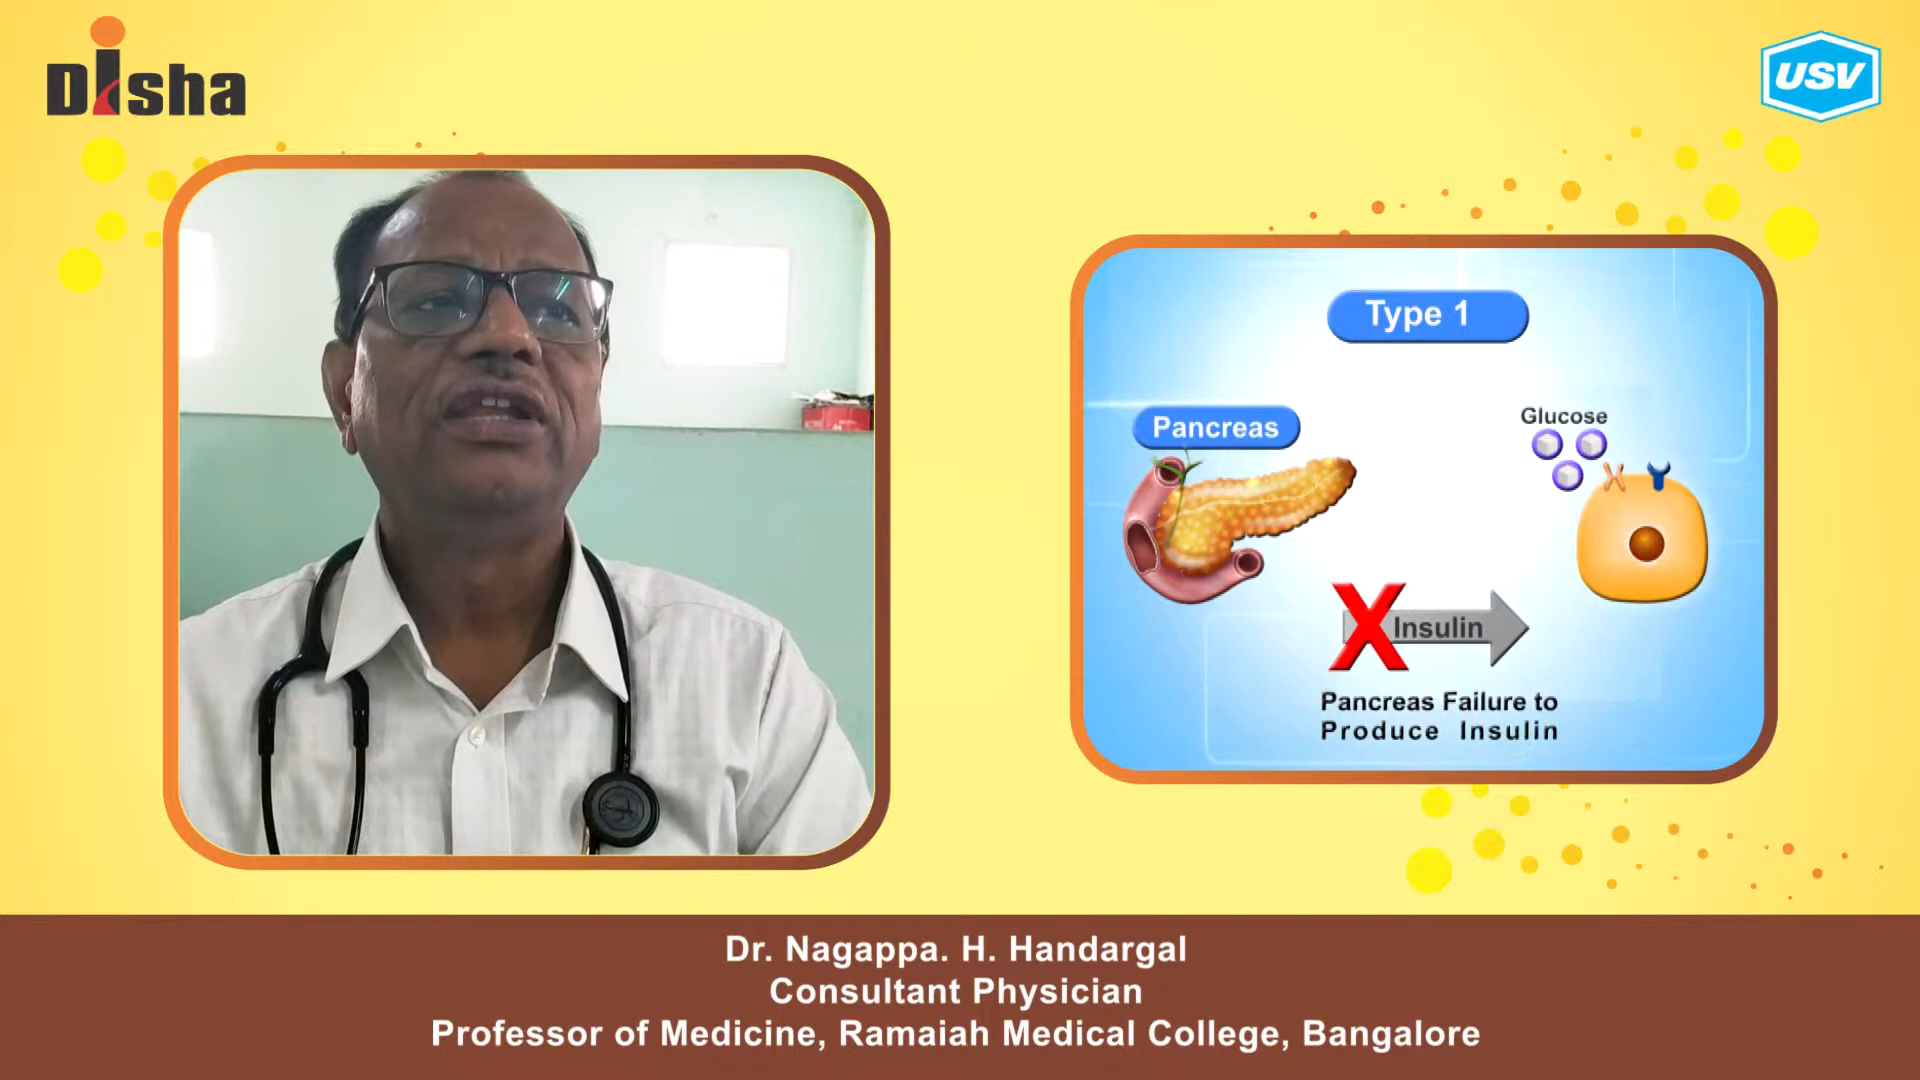 Disha
USV
Type 1
Pancreas
Glucose
X
Insulin
Pancreas Failure to
Produce Insulin
Dr. Nagappa. H. Handargal
Consultant Physician
Professor of Medicine, Ramaiah Medical College, Bangalore